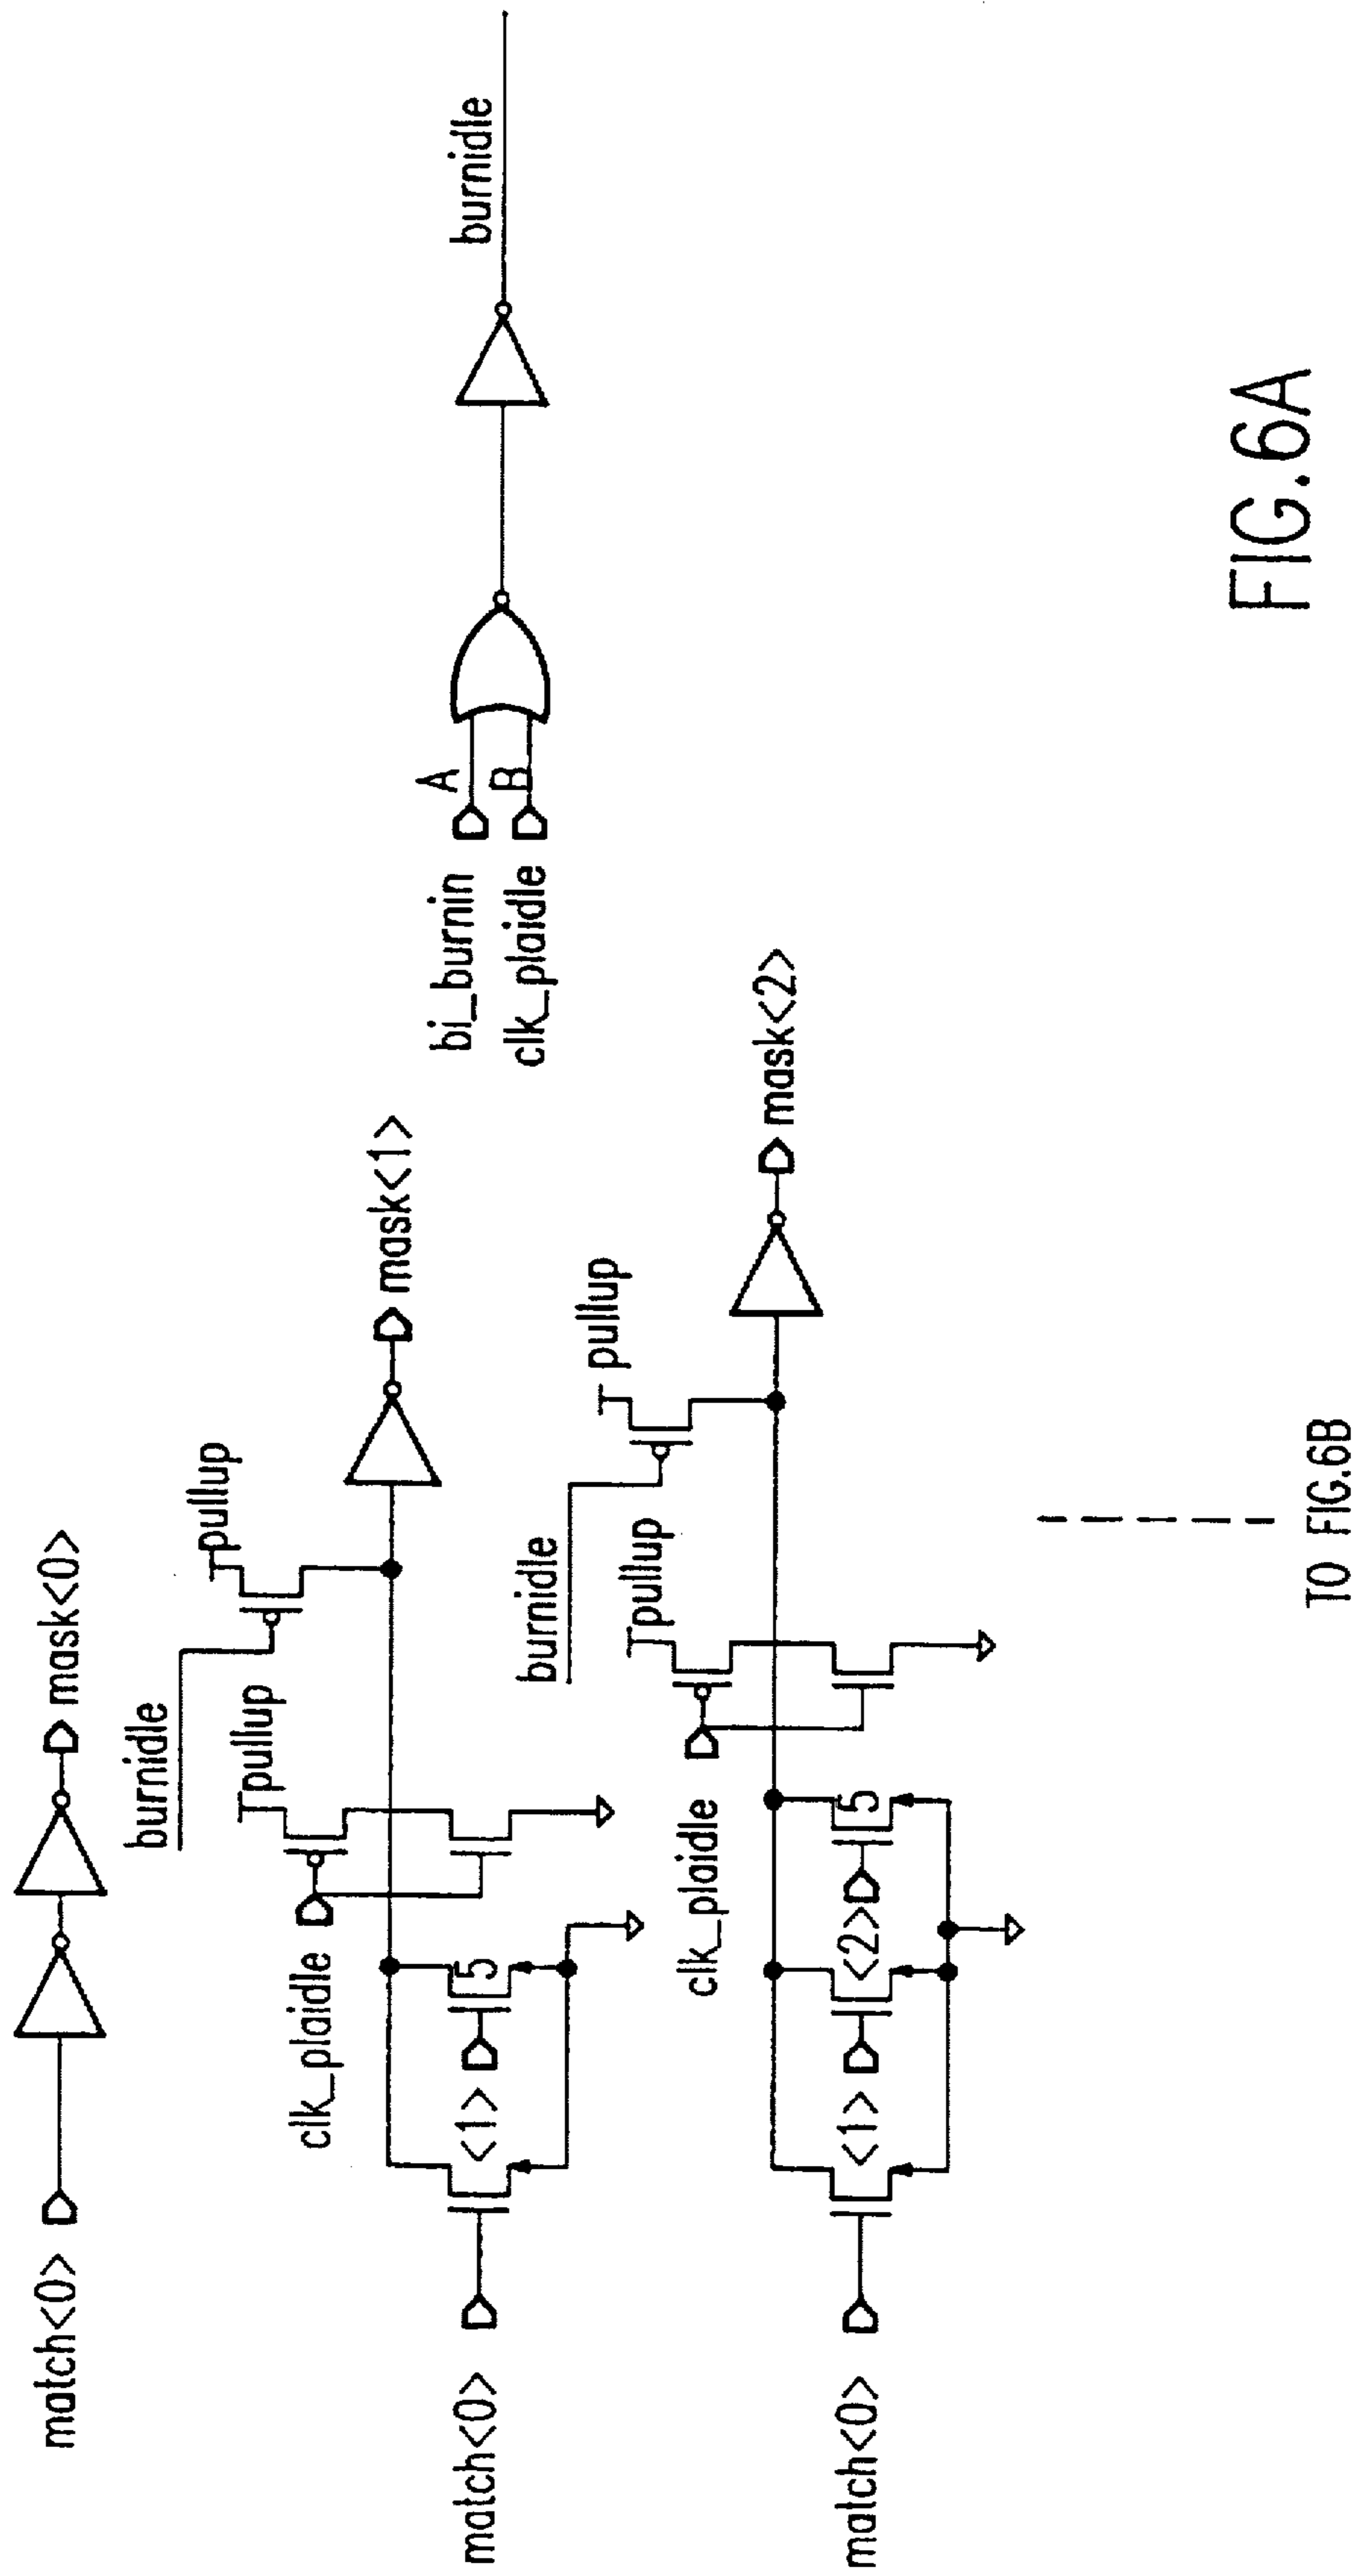 match<0>
mask<0>
burnidle
pullup
clk_plaidle
pullup
match<0>
<1>
5
mask<1>
bi_burnin
clk_plaidle
A
B
burnidle
burnidle
pullup
clk_plaidle
pullup
match<0>
<1>
<2>
5
mask<2>
TO FIG.6B
FIG.6A